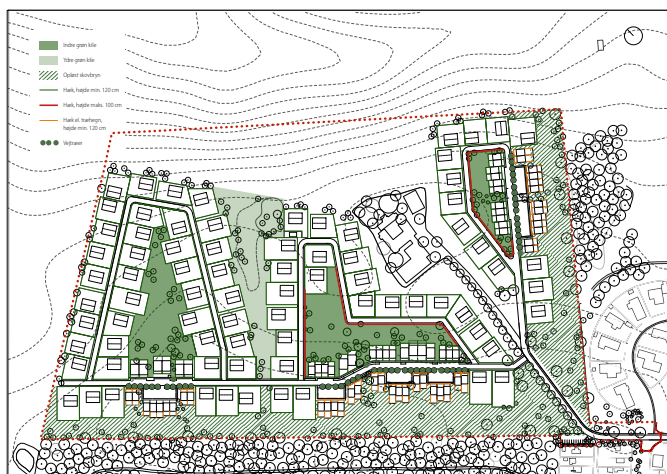 Indre grøn kile
Ydre grøn kile
Opløst skovbryn
Hæk, højde min. 120 cm
Hæk, højde maks. 100 cm
Hæk el. træhegn,
højde min. 120 cm
Vejtræer